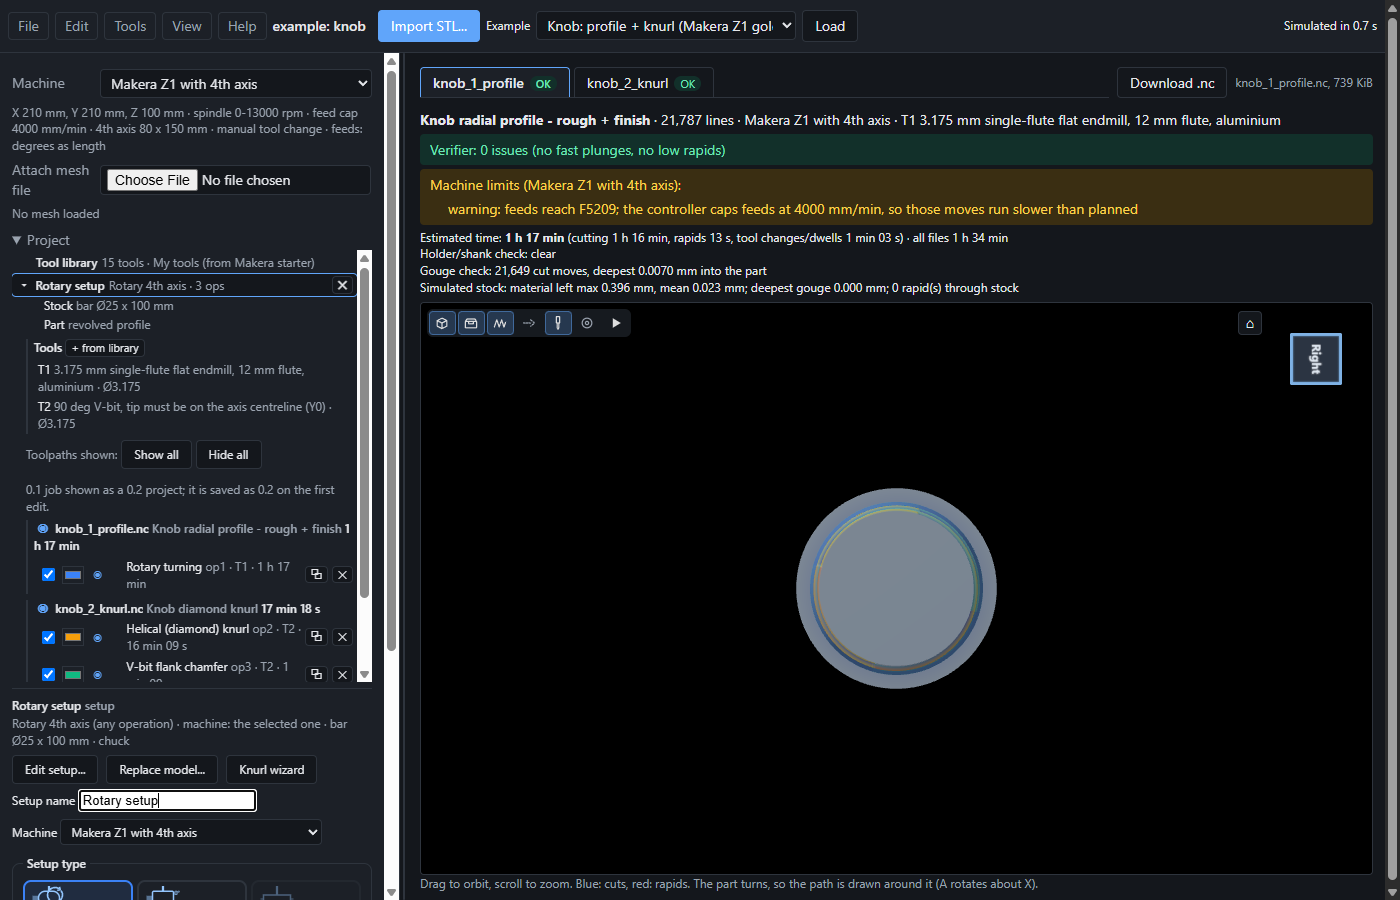 File Edit Tools View Help example: knob Import STL... Example Knob: profile + knurl (Makera Z1 gol Load Simulated in 0.7 s
Machine Makera Z1 with 4th axis
X 210 mm, Y 210 mm, Z 100 mm · spindle 0-13000 rpm · feed cap
4000 mm/min · 4th axis 80 x 150 mm · manual tool change · feeds:
degrees as length
Attach mesh
file
Choose File No file chosen
No mesh loaded
Project
Tool library 15 tools · My tools (from Makera starter)
Rotary setup Rotary 4th axis · 3 ops
Stock bar Ø25 x 100 mm
Part revolved profile
Tools + from library
T1 3.175 mm single-flute flat endmill, 12 mm flute,
aluminium · Ø3.175
T2 90 deg V-bit, tip must be on the axis centreline (Y0) ·
Ø3.175
Toolpaths shown: Show all Hide all
0.1 job shown as a 0.2 project; it is saved as 0.2 on the first
edit.
knob_1_profile.nc Knob radial profile - rough + finish 1
h 17 min
Rotary turning op1 · T1 · 1 h 17
min
knob_2_knurl.nc Knob diamond knurl 17 min 18 s
Helical (diamond) knurl op2 · T2 ·
16 min 09 s
V-bit flank chamfer op3 · T2 · 1
Rotary setup setup
Rotary 4th axis (any operation) · machine: the selected one · bar
Ø25 x 100 mm · chuck
Edit setup... Replace model... Knurl wizard
Setup name Rotary setup
Machine Makera Z1 with 4th axis
Setup type
knob_1_profile OK knob_2_knurl OK Download .nc knob_1_profile.nc, 739 KiB
Knob radial profile - rough + finish · 21,787 lines · Makera Z1 with 4th axis · T1 3.175 mm single-flute flat endmill, 12 mm flute, aluminium
Verifier: 0 issues (no fast plunges, no low rapids)
Machine limits (Makera Z1 with 4th axis):
warning: feeds reach F5209; the controller caps feeds at 4000 mm/min, so those moves run slower than planned
Estimated time: 1 h 17 min (cutting 1 h 16 min, rapids 13 s, tool changes/dwells 1 min 03 s) · all files 1 h 34 min
Holder/shank check: clear
Gouge check: 21,649 cut moves, deepest 0.0070 mm into the part
Simulated stock: material left max 0.396 mm, mean 0.023 mm; deepest gouge 0.000 mm; 0 rapid(s) through stock
Right
Drag to orbit, scroll to zoom. Blue: cuts, red: rapids. The part turns, so the path is drawn around it (A rotates about X).